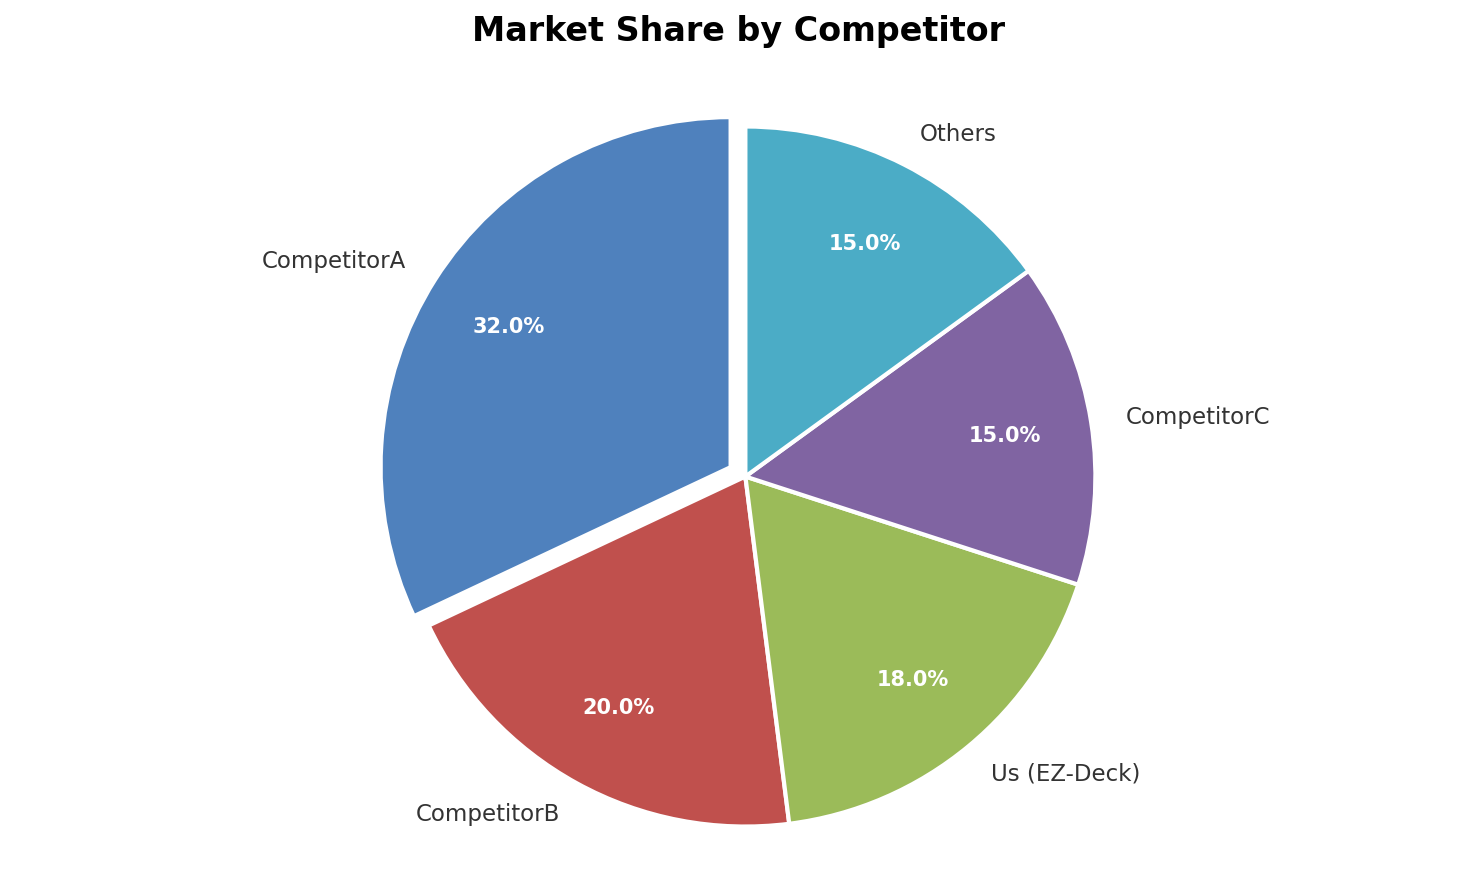 Market Share by Competitor
Others
15.0%
CompetitorA
32.0%
CompetitorC
15.0%
18.0%
20.0%
Us (EZ-Deck)
CompetitorB